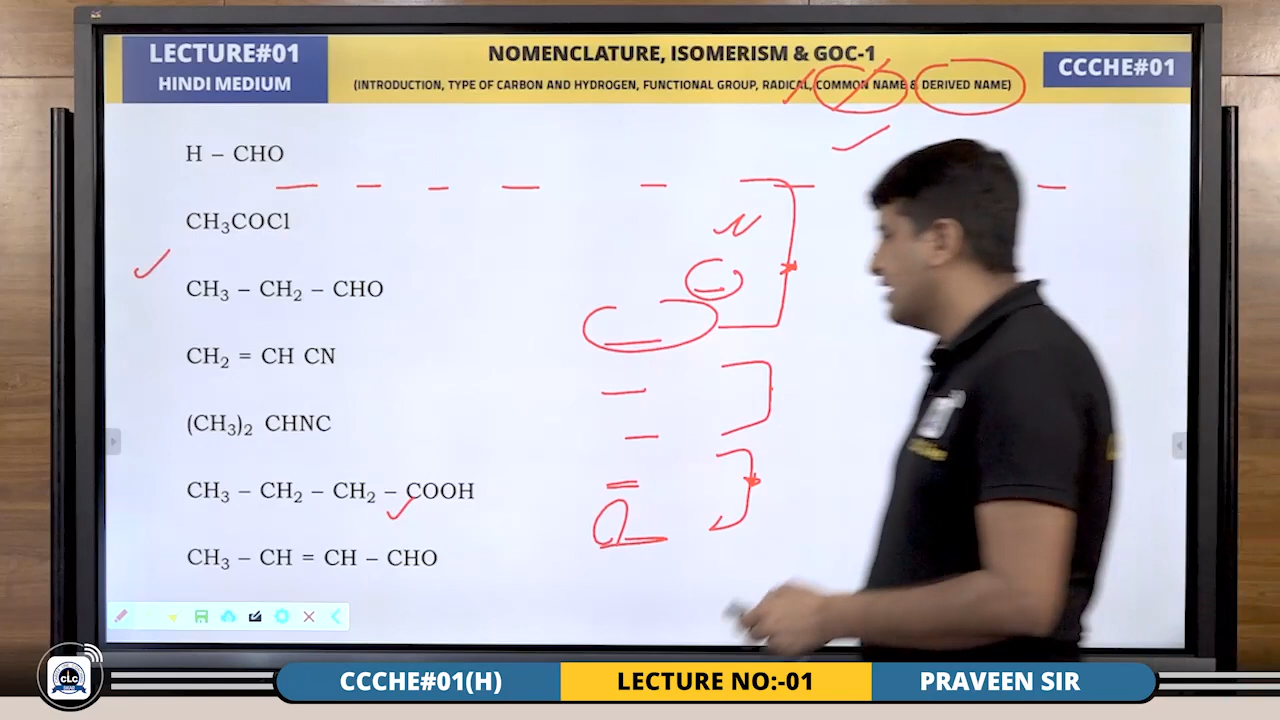 LECTURE#01
HINDI MEDIUM
NOMENCLATURE, ISOMERISM & GOC-1
(INTRODUCTION, TYPE OF CARBON AND HYDROGEN, FUNCTIONAL GROUP, RADICAL, COMMON NAME & DERIVED NAME)
CCCHE#01
H – CHO
CH₃COCl
CH₃ – CH₂ – CHO
CH₂ = CH CN
(CH₃)₂ CHNC
CH₃ – CH₂ – CH₂ – COOH
CH₃ – CH = CH – CHO
CLC
SIKAR
CCCHE#01(H)
LECTURE NO:-01
PRAVEEN SIR